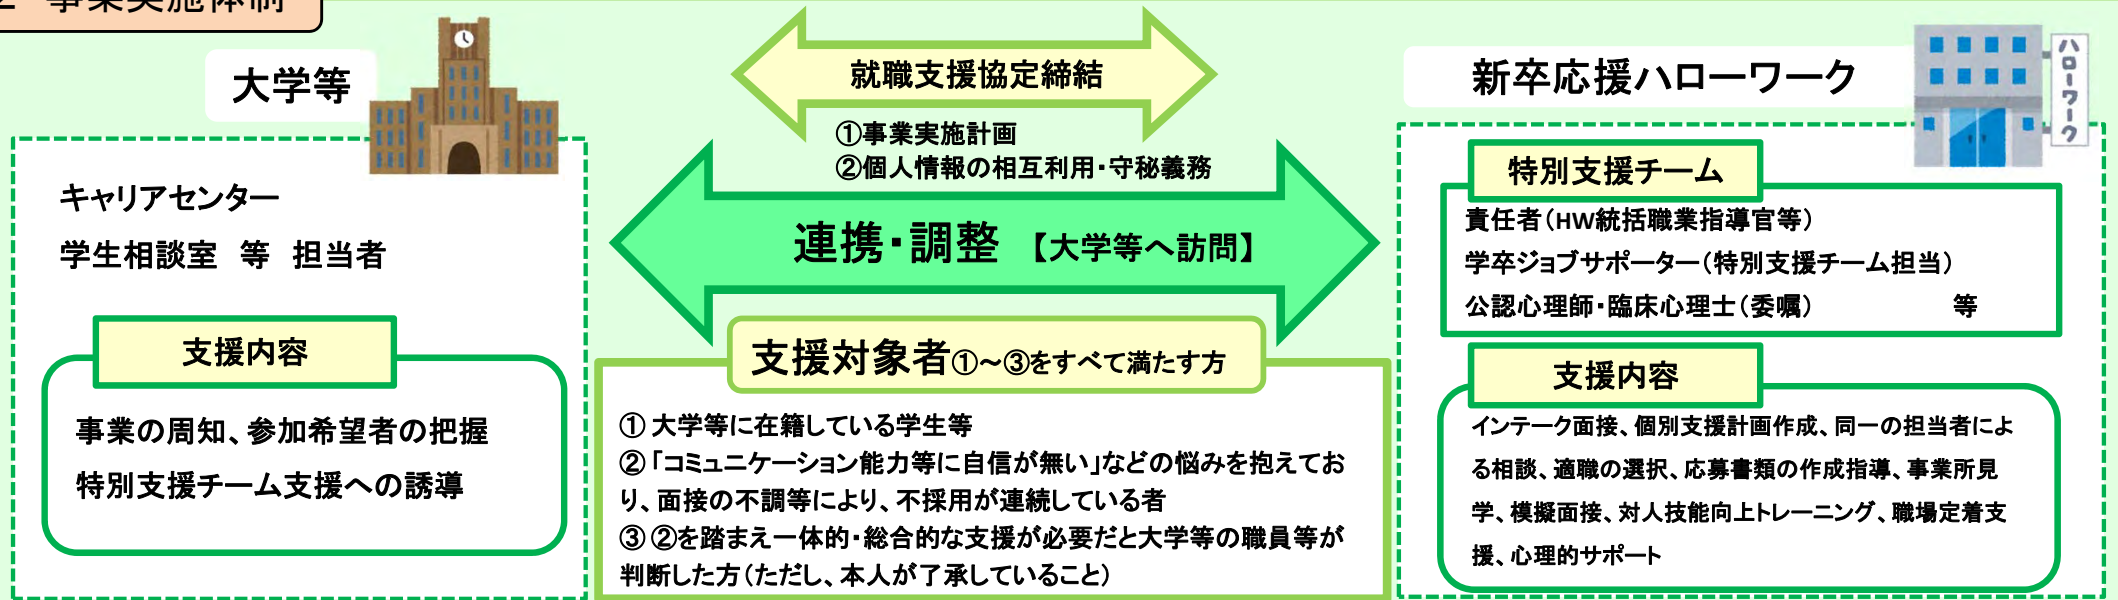 2 事業実施体制
大学等
キャリアセンター
学生相談室 等 担当者
支援内容
事業の周知、参加希望者の把握
特別支援チーム支援への誘導
就職支援協定締結
①事業実施計画
②個人情報の相互利用・守秘義務
連携・調整 【大学等へ訪問】
支援対象者①～③をすべて満たす方
① 大学等に在籍している学生等
② 「コミュニケーション能力等に自信が無い」などの悩みを抱えてお
り、面接の不調等により、不採用が連続している者
③ ②を踏まえ一体的・総合的な支援が必要だと大学等の職員等が
判断した方（ただし、本人が了承していること）
新卒応援ハローワーク
ハローワーク
特別支援チーム
責任者（HW統括職業指導官等）
学卒ジョブサポーター（特別支援チーム担当）
公認心理師・臨床心理士（委嘱） 等
支援内容
インテーク面接、個別支援計画作成、同一の担当者によ
る相談、適職の選択、応募書類の作成指導、事業所見
学、模擬面接、対人技能向上トレーニング、職場定着支
援、心理的サポート